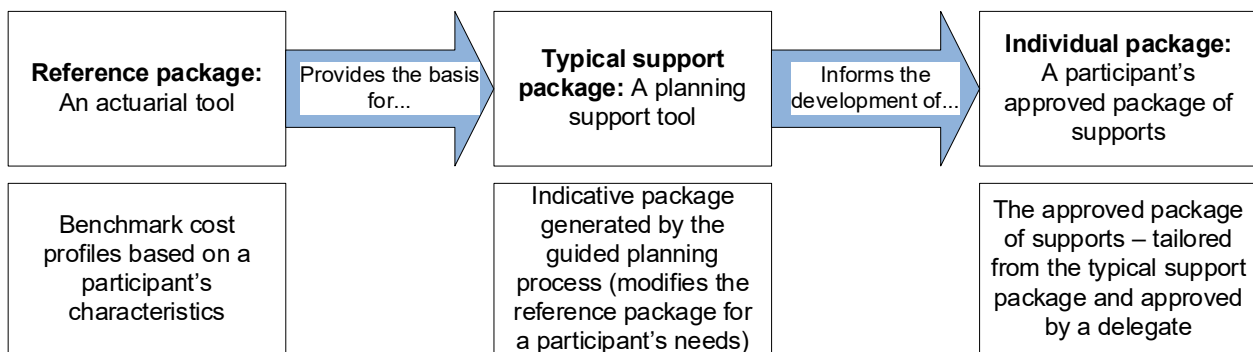 Reference package:
An actuarial tool
Provides the basis
for...
Typical support
package: A planning
support tool
Informs the
development of...
Individual package:
A participant’s
approved package of
supports
Benchmark cost
profiles based on a
participant’s
characteristics
Indicative package
generated by the
guided planning
process (modifies the
reference package for
a participant’s needs)
The approved package
of supports – tailored
from the typical support
package and approved
by a delegate